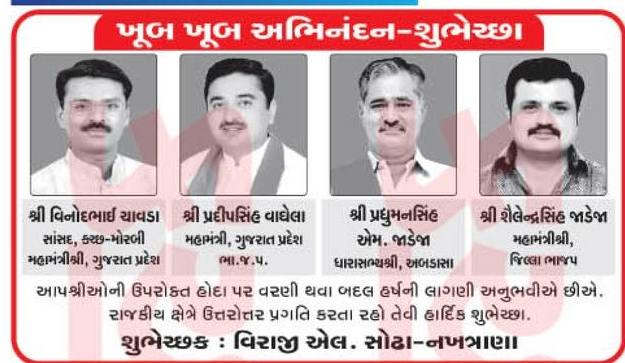 ખૂબ ખૂબ અભિનંદન-શુભેચ્છા
શ્રી વિનોદભાઈ ચાવડા
સાંસદ, કચ્છ-મોરબી
મહામંત્રીશ્રી, ગુજરાત પ્રદેશ
શ્રી પ્રદીપસિંહ વાઘેલા
મહામંત્રી, ગુજરાત પ્રદેશ
ભા.જ.પ.
શ્રી પ્રધુમનસિંહ
એમ. જાડેજા
ધારાસભ્યશ્રી, અબડાસા
શ્રી શૈલેન્દ્રસિંહ જાડેજા
મહામંત્રીશ્રી,
જિલ્લા ભાજપ
આપશ્રીઓની ઉપરોક્ત હોદા પર વરણી થવા બદલ હર્ષની લાગણી અનુભવીએ છીએ.
રાજકીય ક્ષેત્રે ઉત્તરોત્તર પ્રગતિ કરતા રહો તેવી હાર્દિક શુભેચ્છા.
શુભેચ્છક : વિરાજી એલ. સોઢા-નખત્રાણા